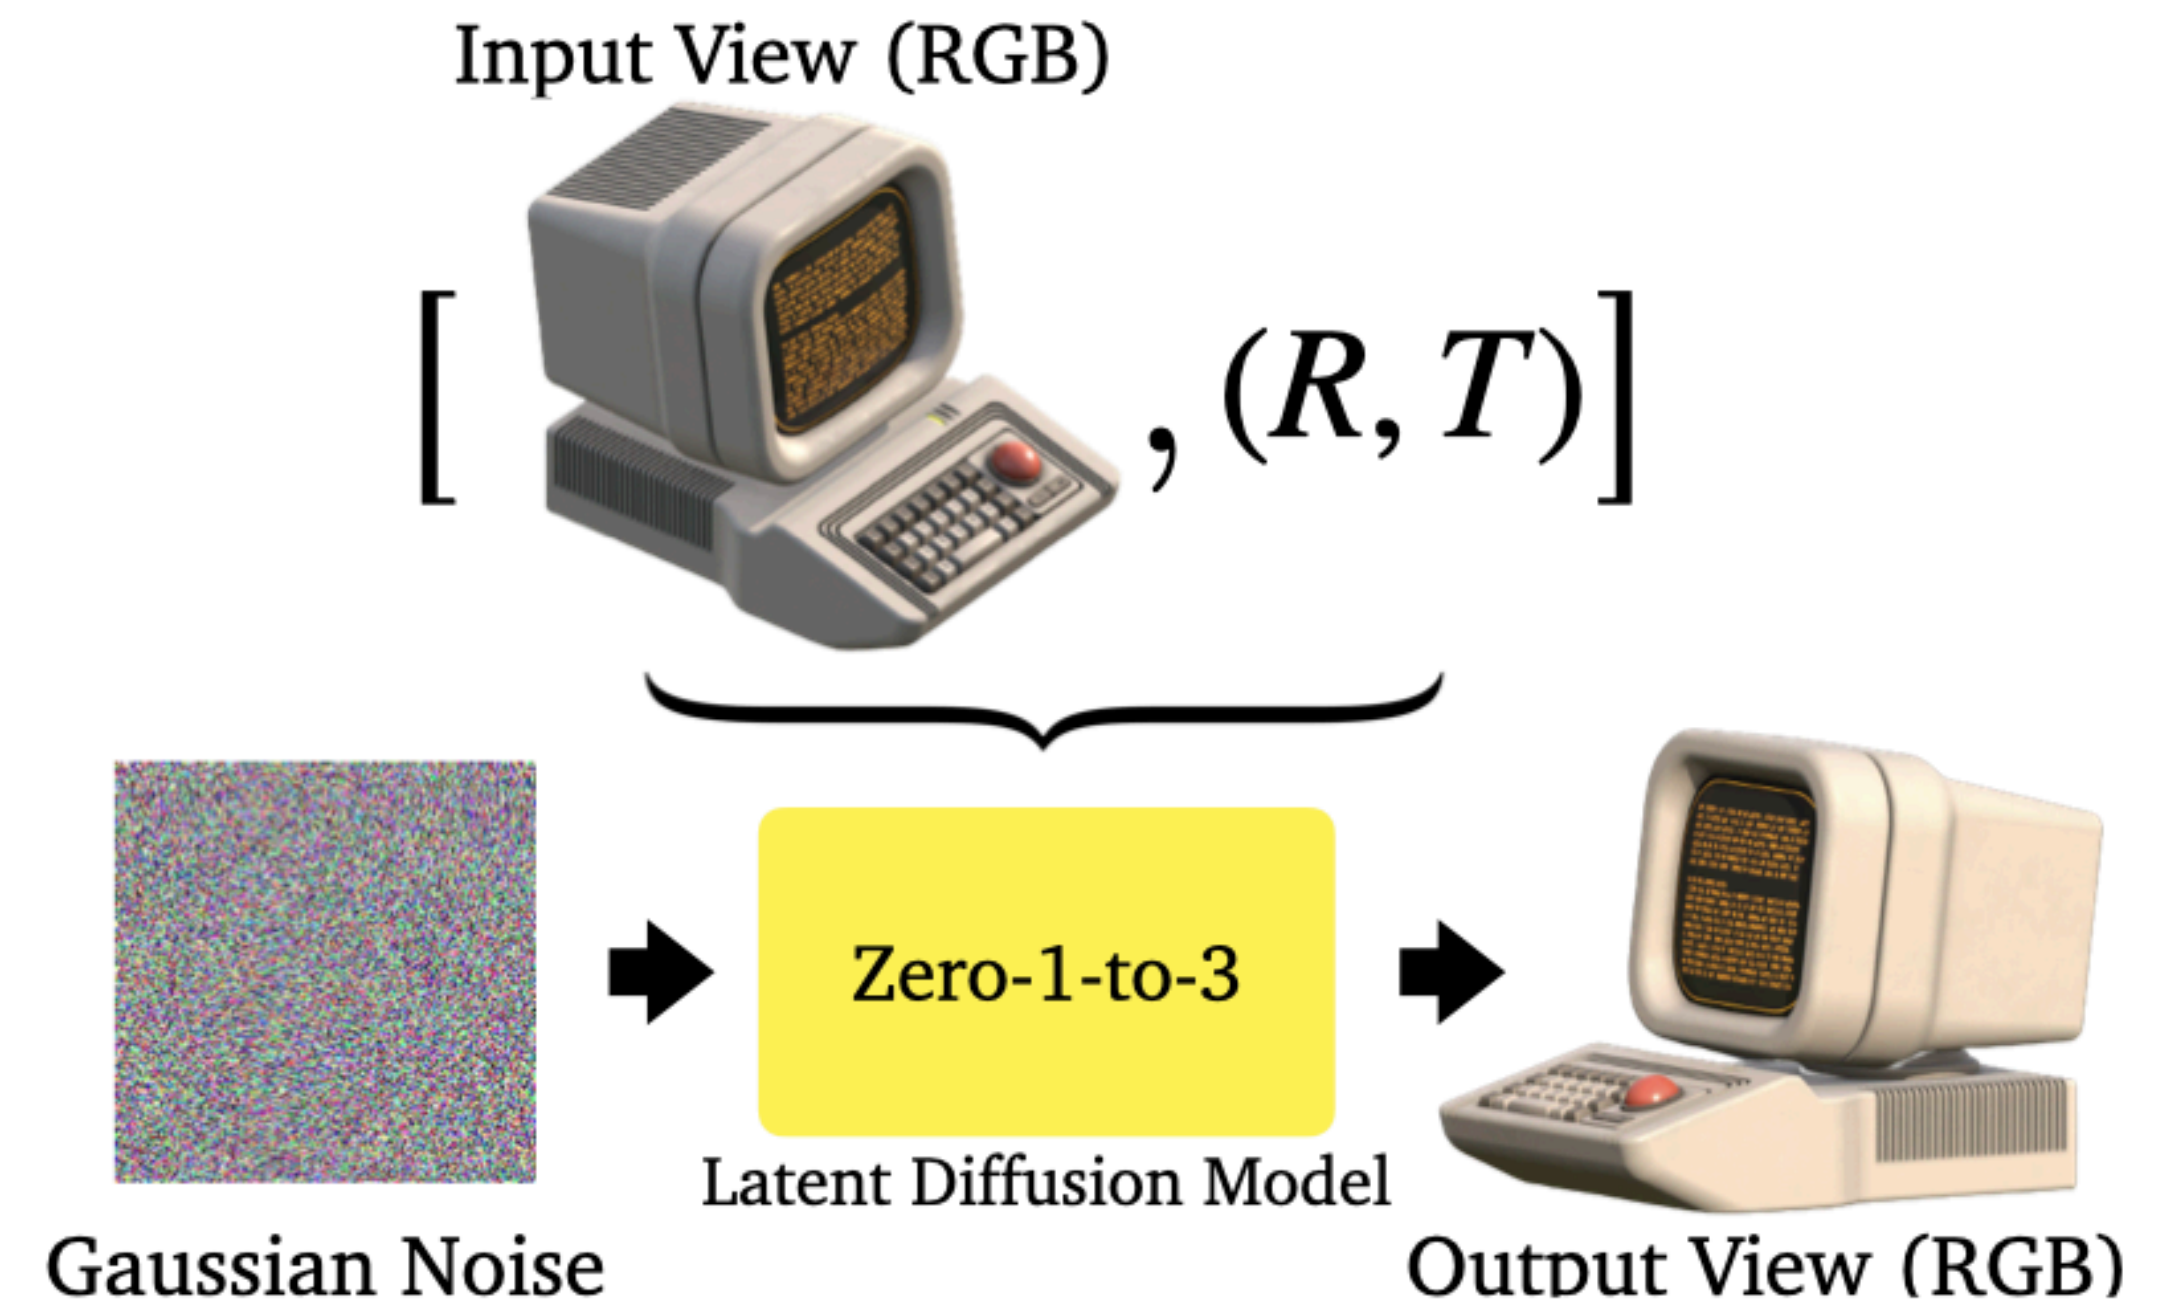 Input View (RGB)
[ , (R, T)]
Zero-1-to-3
Latent Diffusion Model
Gaussian Noise
Output View (RGB)